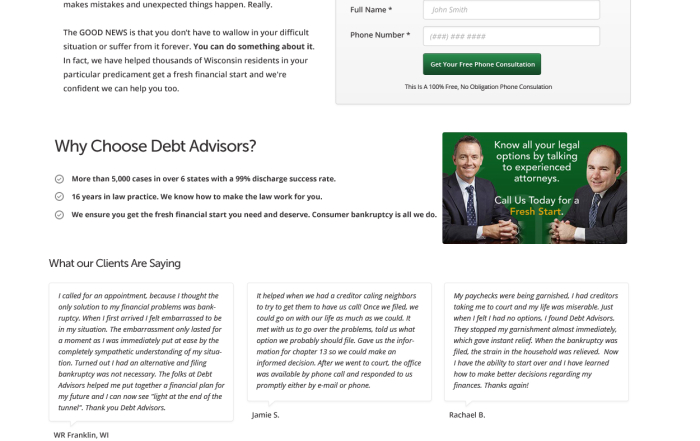 makes mistakes and unexpected things happen. Really.
The GOOD NEWS is that you don't have to wallow in your difficult
situation or suffer from it forever. You can do something about it.
In fact, we have helped thousands of Wisconsin residents in your
particular predicament get a fresh financial start and we're
confident we can help you too.
Full Name *
John Smith
Phone Number *
(###) ### ####
Get Your Free Phone Consultation
This Is A 100% Free, No Obligation Phone Consulation
Why Choose Debt Advisors?
More than 5,000 cases in over 6 states with a 99% discharge success rate.
16 years in law practice. We know how to make the law work for you.
We ensure you get the fresh financial start you need and deserve. Consumer bankruptcy is all we do.
Know all your legal
options by talking
to experienced
attorneys.
Call Us Today for a
Fresh Start.
What our Clients Are Saying
I called for an appointment, because I thought the
only solution to my financial problems was bank-
ruptcy. When I first arrived I felt embarrassed to be
in my situation. The embarrassment only lasted for
a moment as I was immediately put at ease by the
completely sympathetic understanding of my situa-
tion. Turned out I had an alternative and filing
bankruptcy was not necessary. The folks at Debt
Advisors helped me put together a financial plan for
my future and I can now see "light at the end of the
tunnel". Thank you Debt Advisors.
WR Franklin, WI
It helped when we had a creditor caling neighbors
to try to get them to have us call! Once we filed, we
could go on with our life as much as we could. It
met with us to go over the problems, told us what
option we probably should file. Gave us the infor-
mation for chapter 13 so we could make an
informed decision. After we went to court, the office
was available by phone call and responded to us
promptly either by e-mail or phone.
Jamie S.
My paychecks were being garnished, I had creditors
taking me to court and my life was miserable. Just
when I felt I had no options, I found Debt Advisors.
They stopped my garnishment almost immediately,
which gave instant relief. When the bankruptcy was
filed, the strain in the household was relieved. Now
I have the ability to start over and I have learned
how to make better decisions regarding my
finances. Thanks again!
Rachael B.